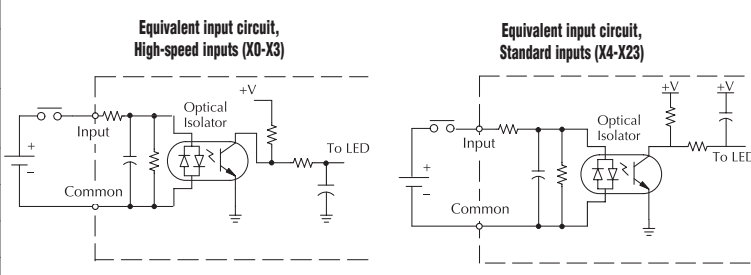 Equivalent input circuit,
High-speed inputs (X0-X3)
+V
Optical
Isolator
Input
+
−
To LED
Common
Equivalent input circuit,
Standard inputs (X4-X23)
+V
+V
Optical
Isolator
Input
To LED
+
−
Common